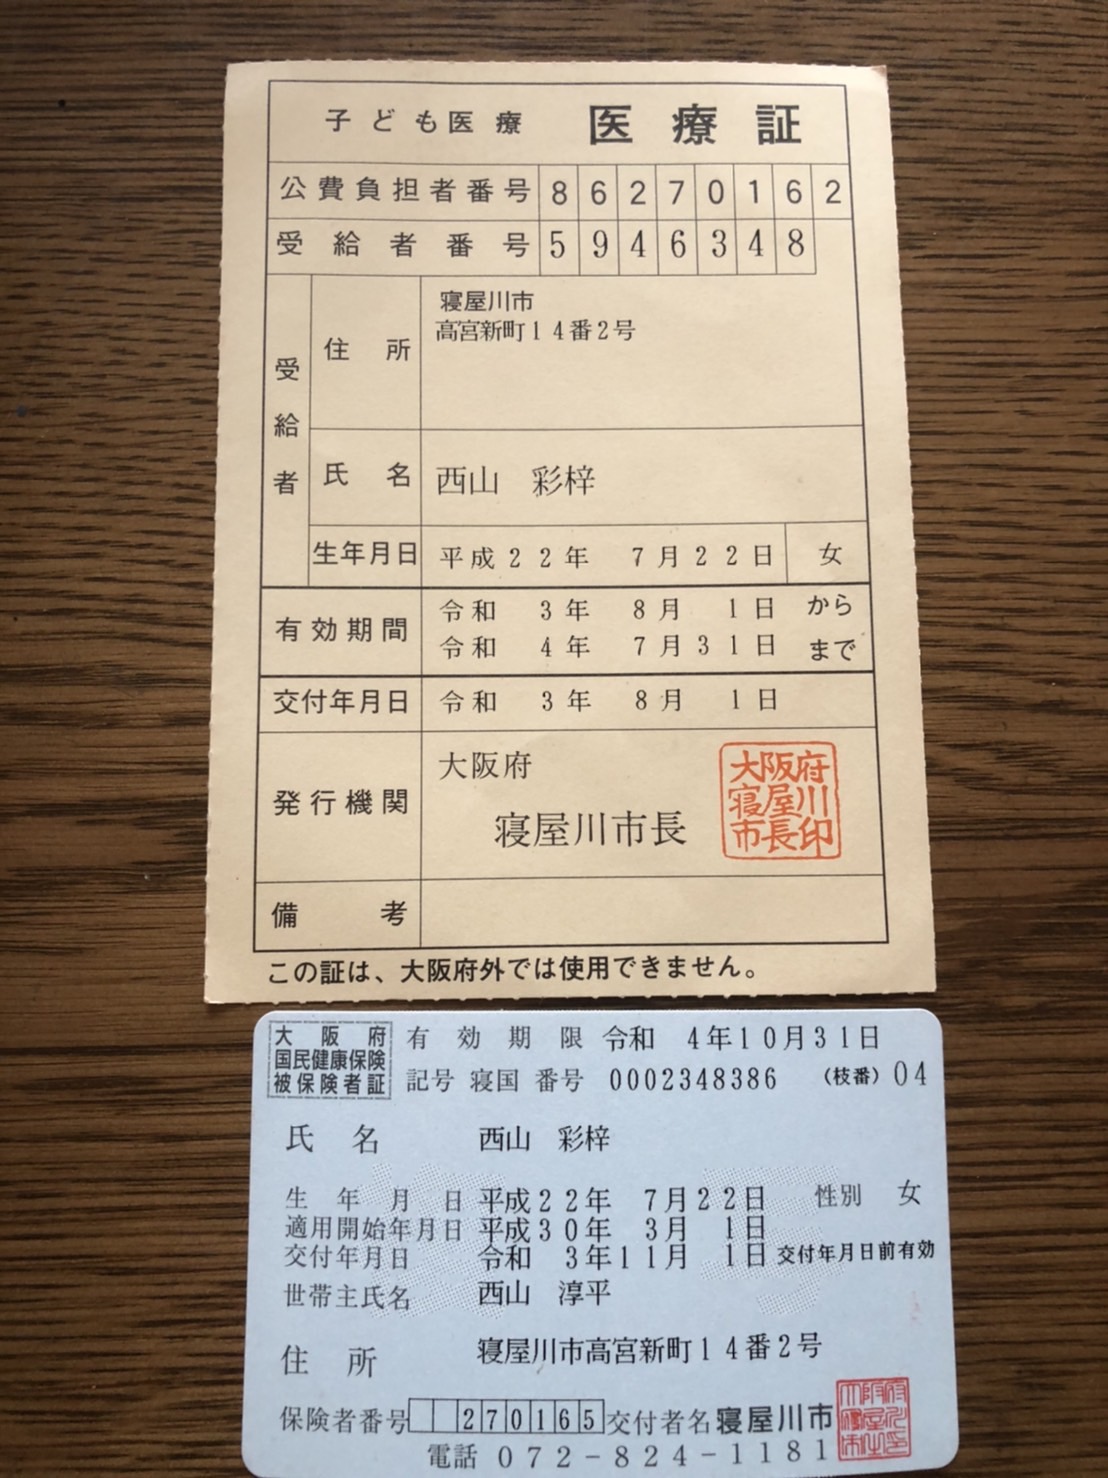 子ども医療 医療証
公費負担者番号 86270162
受給者番号 5946348
受給者
住所 寝屋川市
高宮新町14番2号
氏名 西山 彩梓
生年月日 平成22年 7月22日 女
有効期間 令和 3年 8月 1日 から
令和 4年 7月31日 まで
交付年月日 令和 3年 8月 1日
発行機関 大阪府
寝屋川市長
大阪府
寝屋川
市長印
備考
この証は、大阪府外では使用できません。
大阪府
国民健康保険
被保険者証
有効期限 令和 4年10月31日
記号 寝国 番号 0002348386 (枝番) 04
氏名 西山 彩梓
生年月日 平成22年 7月22日 性別 女
適用開始年月日 平成30年 3月 1日
交付年月日 令和 3年11月 1日 交付年月日前有効
世帯主氏名 西山 淳平
住所 寝屋川市高宮新町14番2号
保険者番号 270165 交付者名 寝屋川市
電話 072-824-1181